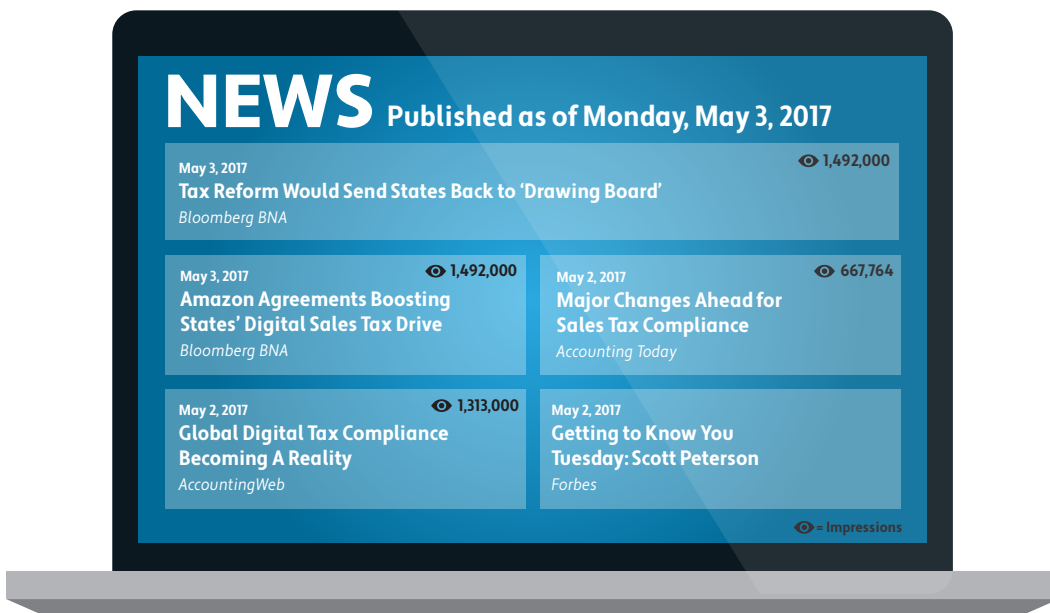 NEWS Published as of Monday, May 3, 2017
1,492,000
May 3, 2017
Tax Reform Would Send States Back to ‘Drawing Board’
Bloomberg BNA
1,492,000
May 3, 2017
Amazon Agreements Boosting
States’ Digital Sales Tax Drive
Bloomberg BNA
667,764
May 2, 2017
Major Changes Ahead for
Sales Tax Compliance
Accounting Today
1,313,000
May 2, 2017
Global Digital Tax Compliance
Becoming A Reality
AccountingWeb
May 2, 2017
Getting to Know You
Tuesday: Scott Peterson
Forbes
= Impressions